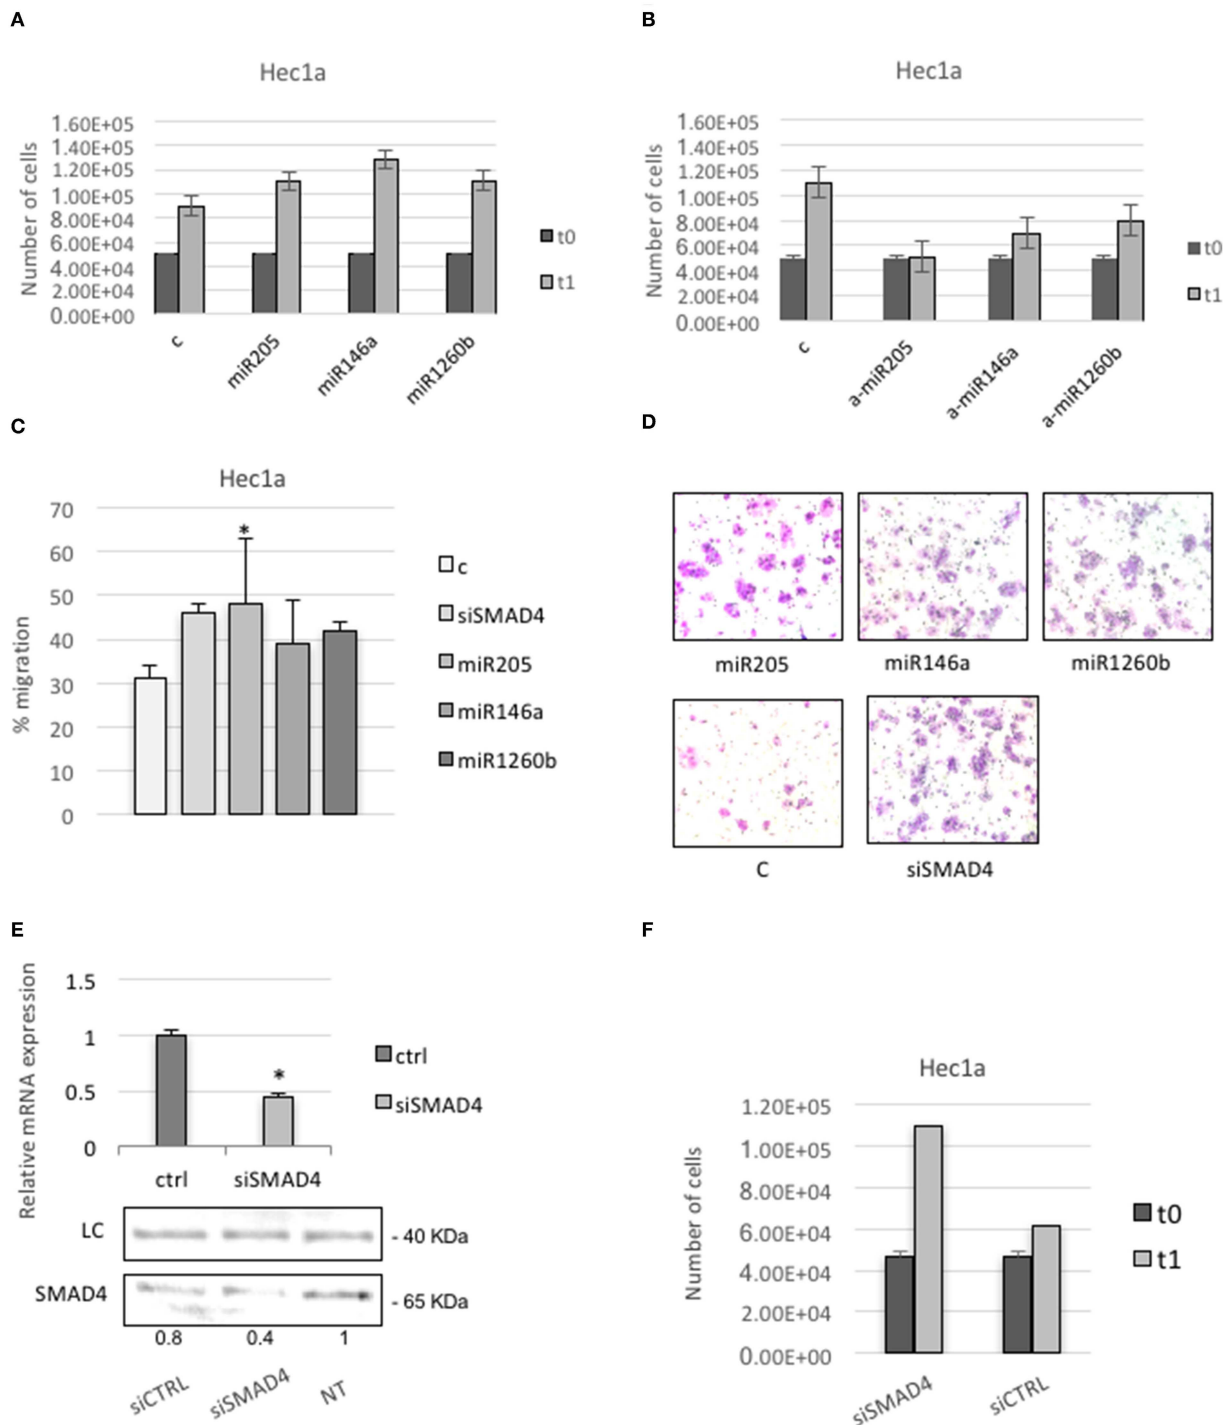 A
Hec1a
Number of cells
1.60E+05
1.40E+05
1.20E+05
1.00E+05
8.00E+04
6.00E+04
4.00E+04
2.00E+04
0.00E+00
c
miR205
miR146a
miR1260b
t0
t1
B
Hec1a
Number of cells
1.60E+05
1.40E+05
1.20E+05
1.00E+05
8.00E+04
6.00E+04
4.00E+04
2.00E+04
0.00E+00
c
a-miR205
a-miR146a
a-miR1260b
t0
t1
C
Hec1a
% migration
70
60
50
40
30
20
10
0
*
c
siSMAD4
miR205
miR146a
miR1260b
D
miR205
miR146a
miR1260b
C
siSMAD4
E
Relative mRNA expression
1.5
1
0.5
0
*
ctrl
siSMAD4
ctrl
siSMAD4
LC
- 40 KDa
SMAD4
- 65 KDa
0.8
0.4
1
siCTRL
siSMAD4
NT
F
Hec1a
Number of cells
1.20E+05
1.00E+05
8.00E+04
6.00E+04
4.00E+04
2.00E+04
0.00E+00
siSMAD4
siCTRL
t0
t1